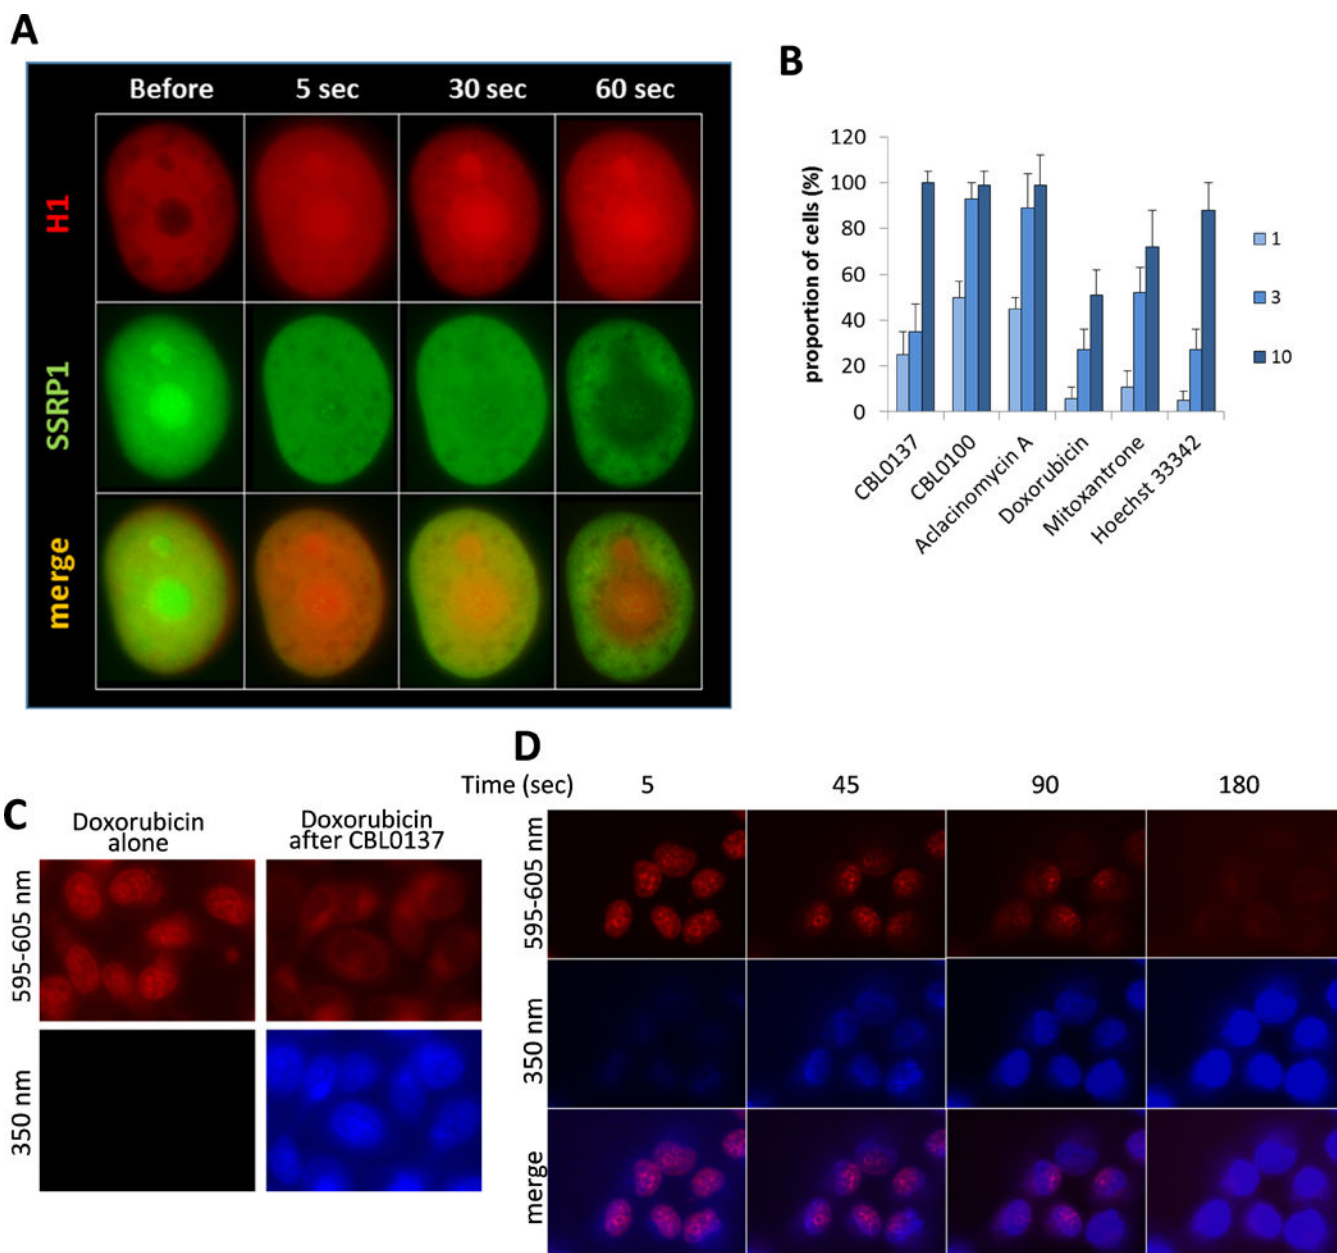 A
Before 5 sec 30 sec 60 sec
H1
SSRP1
merge
B
proportion of cells (%)
120
100
80
60
40
20
0
CBL0137
CBL0100
Aclacinomycin A
Doxorubicin
Mitoxantrone
Hoechst 33342
1
3
10
C
Doxorubicin
alone
Doxorubicin
after CBL0137
595-605 nm
350 nm
D
Time (sec) 5 45 90 180
595-605 nm
350 nm
merge